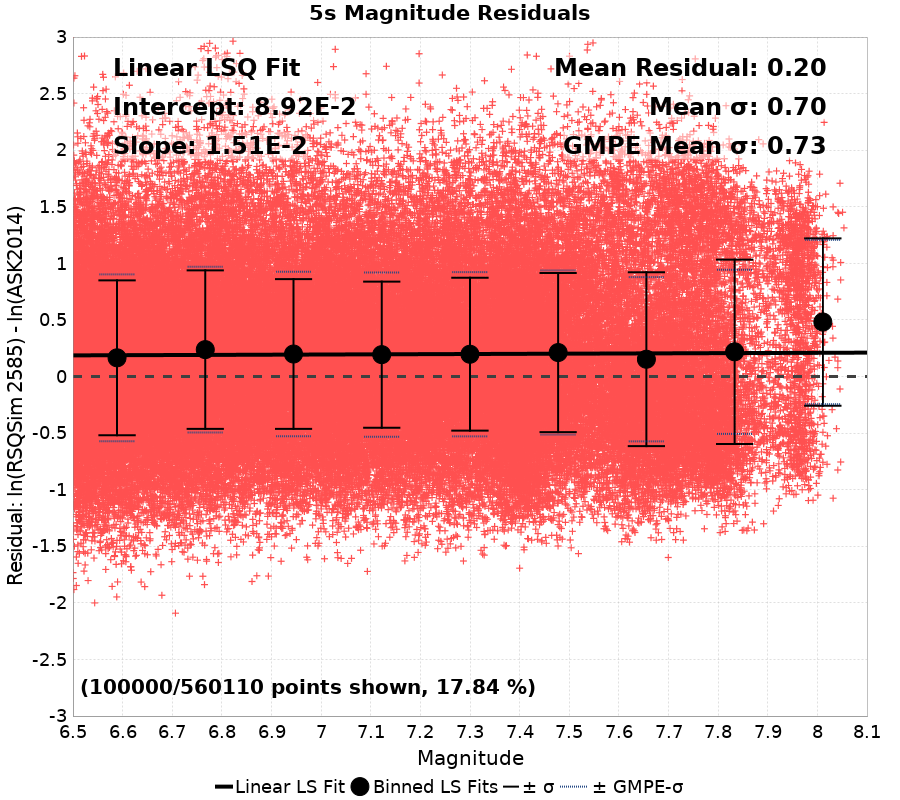 5s Magnitude Residuals
Linear LSQ Fit
Intercept: 8.92E-2
Slope: 1.51E-2
Mean Residual: 0.20
Mean σ: 0.70
GMPE Mean σ: 0.73
Residual: ln(RSQSim 2585) - ln(ASK2014)
3
2.5
2
1.5
1
0.5
0
-0.5
-1
-1.5
-2
-2.5
-3
(100000/560110 points shown, 17.84 %)
6.5 6.6 6.7 6.8 6.9 7 7.1 7.2 7.3 7.4 7.5 7.6 7.7 7.8 7.9 8 8.1
Magnitude
Linear LS Fit Binned LS Fits ± σ ± GMPE-σ